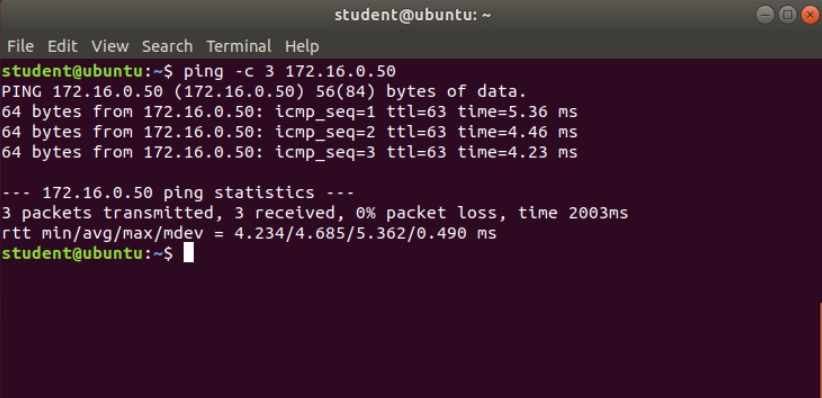 student@ubuntu: ~
File Edit View Search Terminal Help
student@ubuntu:~$ ping -c 3 172.16.0.50
PING 172.16.0.50 (172.16.0.50) 56(84) bytes of data.
64 bytes from 172.16.0.50: icmp_seq=1 ttl=63 time=5.36 ms
64 bytes from 172.16.0.50: icmp_seq=2 ttl=63 time=4.46 ms
64 bytes from 172.16.0.50: icmp_seq=3 ttl=63 time=4.23 ms
--- 172.16.0.50 ping statistics ---
3 packets transmitted, 3 received, 0% packet loss, time 2003ms
rtt min/avg/max/mdev = 4.234/4.685/5.362/0.490 ms
student@ubuntu:~$